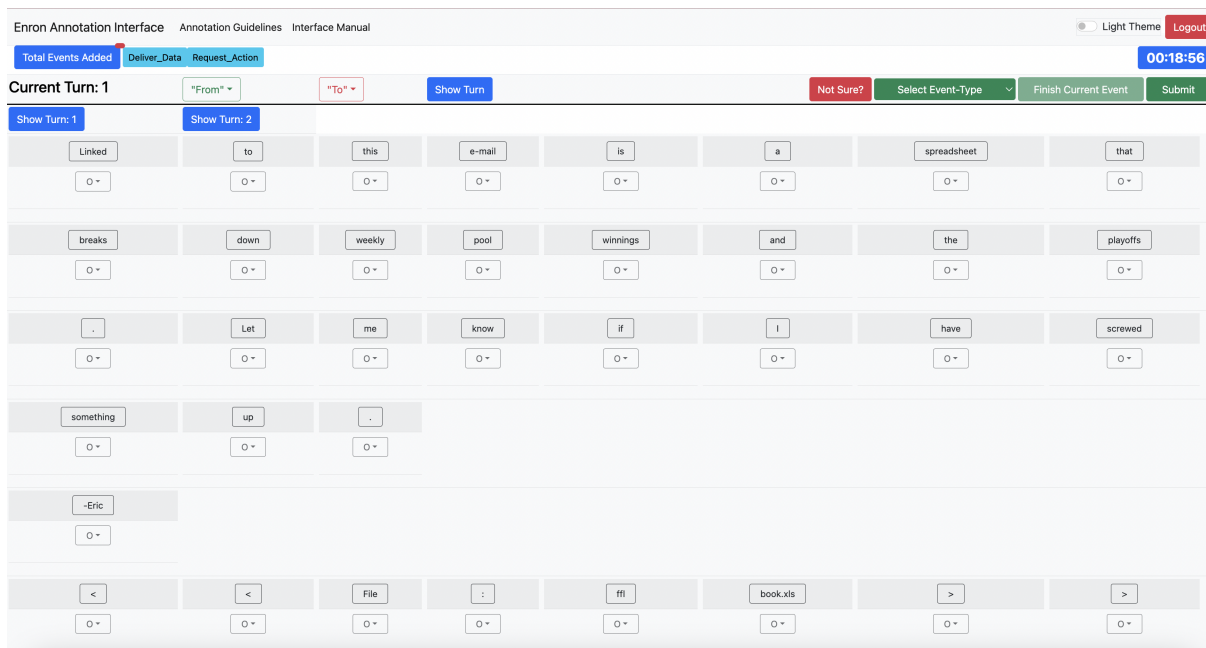 Enron Annotation Interface Annotation Guidelines Interface Manual Light Theme Logout
Total Events Added Deliver_Data Request_Action 00:18:56
Current Turn: 1 "From" "To" Show Turn Not Sure? Select Event-Type Finish Current Event Submit
Show Turn: 1 Show Turn: 2
Linked to this e-mail is a spreadsheet that
O O O O O O O O
breaks down weekly pool winnings and the playoffs
O O O O O O O O
. Let me know if I have screwed
O O O O O O O O
something up .
O O O
-Eric
O
< < File : ffl book.xls > >
O O O O O O O O